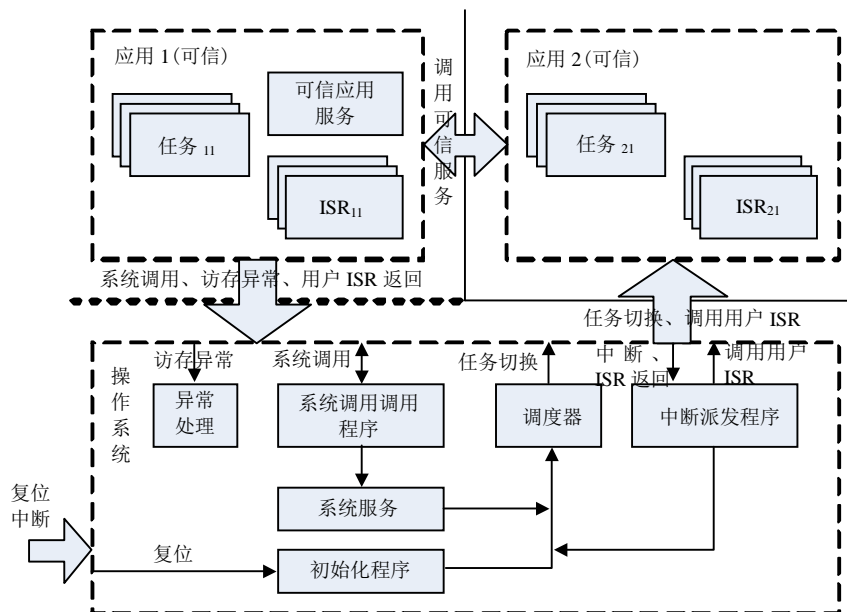 应用 1(可信)
可信应用
服务
任务 11
ISR11
调用可信服务
应用 2(可信)
任务 21
ISR21
系统调用、访存异常、用户 ISR 返回
任务切换、调用用户 ISR
操作系统
访存异常
系统调用
任务切换
中 断 、
ISR 返回
调用用户
ISR
异常
处理
系统调用调用
程序
调度器
中断派发程序
系统服务
复位
中断
复位
初始化程序